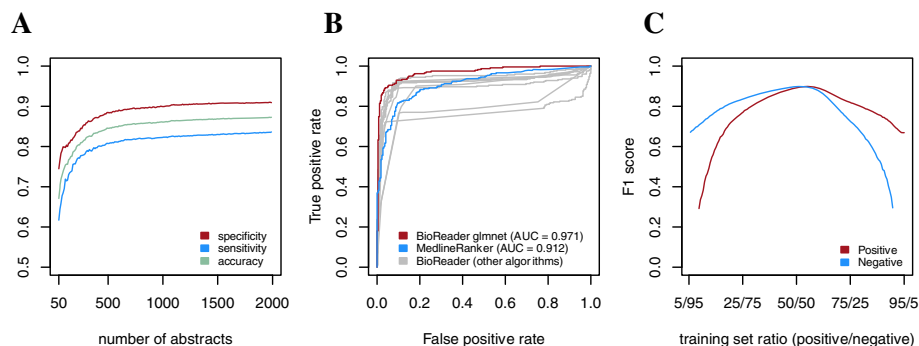 A
B
C
0.5 0.6 0.7 0.8 0.9 1.0
50 500 1000 1500 2000
number of abstracts
specificity
sensitivity
accuracy
True positive rate
0.0 0.2 0.4 0.6 0.8 1.0
0.0 0.2 0.4 0.6 0.8 1.0
False positive rate
BioReader glmnet (AUC = 0.971)
MedlineRanker (AUC = 0.912)
BioReader (other algorithms)
F1 score
0.0 0.2 0.4 0.6 0.8 1.0
5/95 25/75 50/50 75/25 95/5
training set ratio (positive/negative)
Positive
Negative